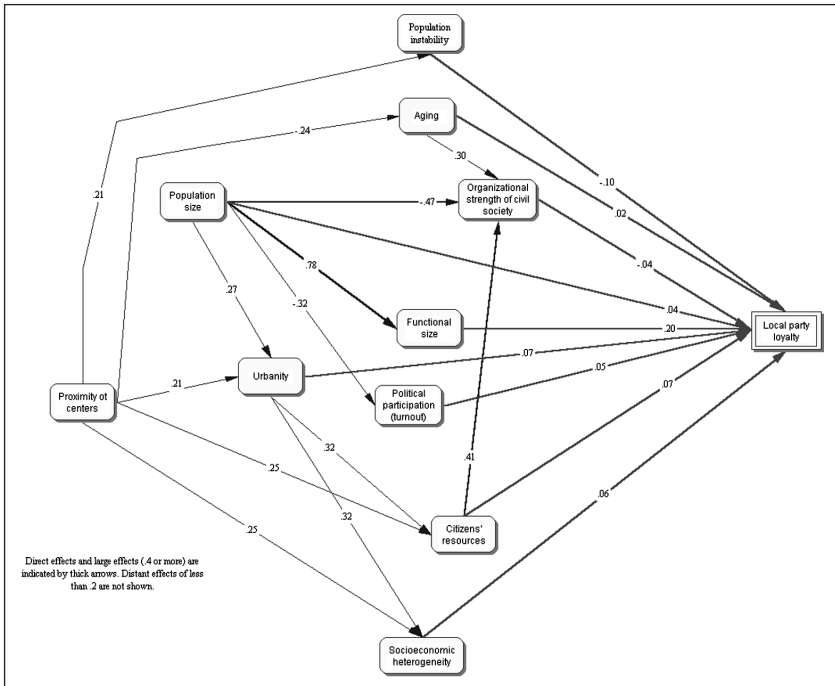 Population
instability
Aging
-.24
.30
.21
Population
size
-.47
Organizational
strength of civil
society
-.10
.02
.78
-.04
.27
-.32
.04
Functional
size
.20
Local party
loyalty
.07
Urbanity
.21
.05
Proximity of
centers
Political
participation
(turnout)
.07
.32
.41
.25
.32
.06
.25
Citizens'
resources
Direct effects and large effects (.4 or more) are
indicated by thick arrows. Distant effects of less
than .2 are not shown.
Socioeconomic
heterogeneity